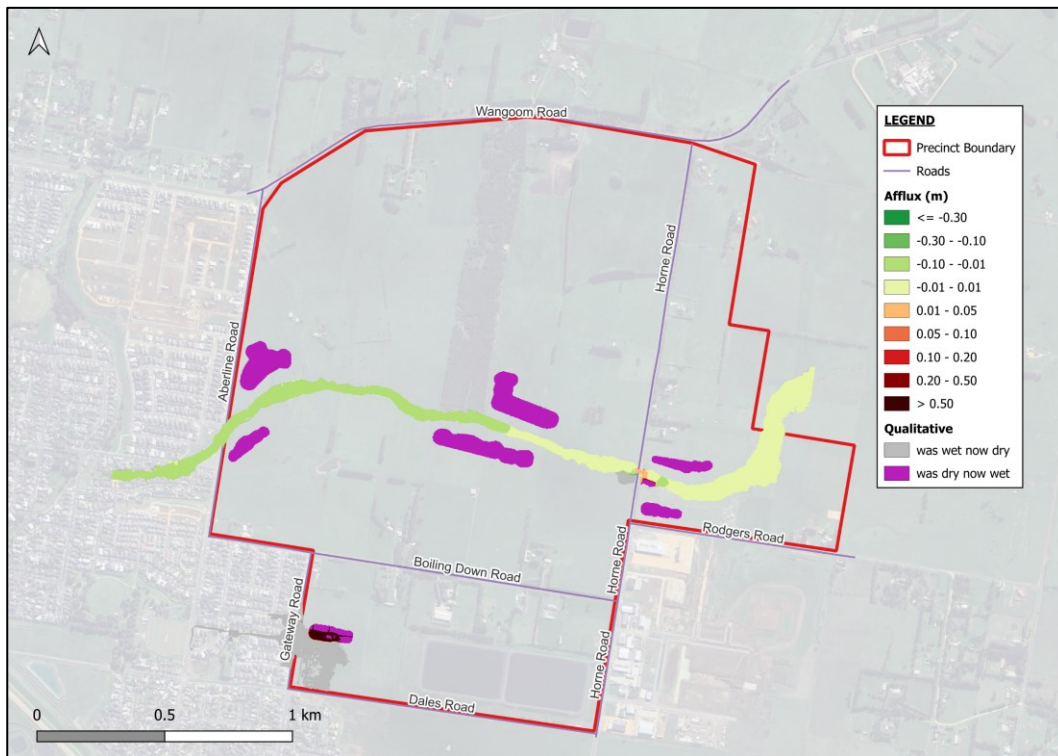 Wangoom Road
LEGEND
Precinct Boundary
Roads
Afflux (m)
<= -0.30
-0.30 - -0.10
-0.10 - -0.01
-0.01 - 0.01
0.01 - 0.05
0.05 - 0.10
0.10 - 0.20
0.20 - 0.50
> 0.50
Qualitative
was wet now dry
was dry now wet
Horne Road
Aberline Road
Rodgers Road
Boiling Down Road
Horne Road
Gateway Road
Horne Road
Dales Road
0 0.5 1 km